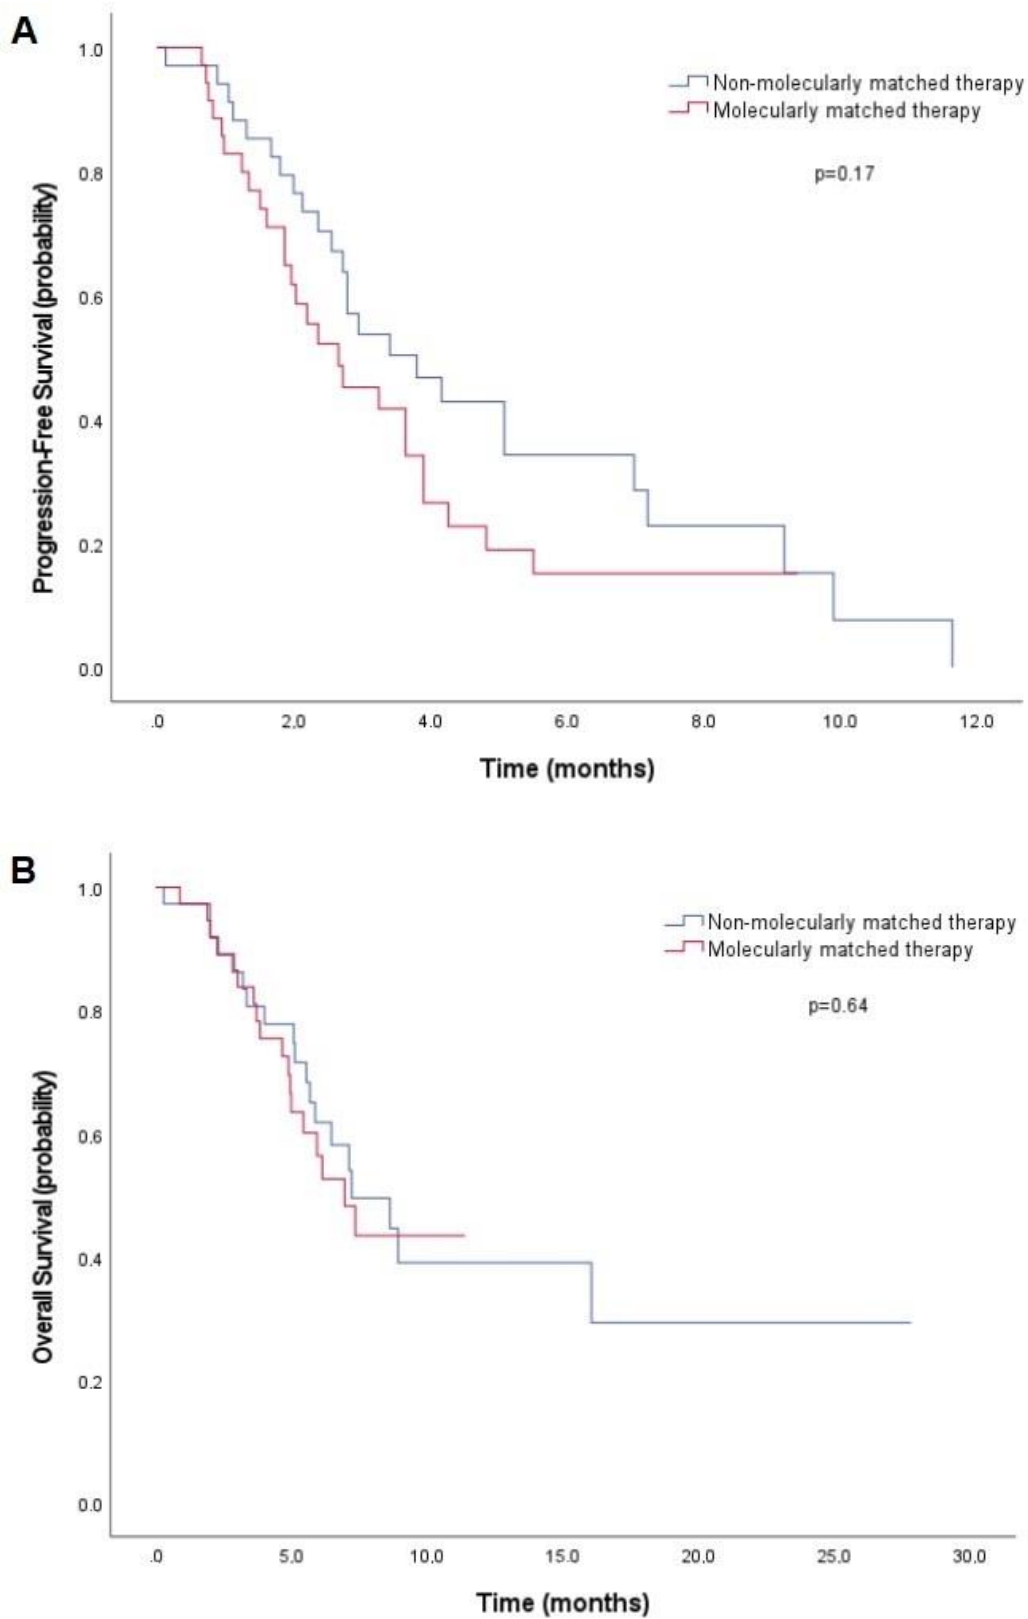 A
Progression-Free Survival (probability)
1.0
0.8
0.6
0.4
0.2
0.0
Non-molecularly matched therapy
Molecularly matched therapy
p=0.17
.0 2.0 4.0 6.0 8.0 10.0 12.0
Time (months)
B
Overall Survival (probability)
1.0
0.8
0.6
0.4
0.2
0.0
Non-molecularly matched therapy
Molecularly matched therapy
p=0.64
.0 5.0 10.0 15.0 20.0 25.0 30.0
Time (months)